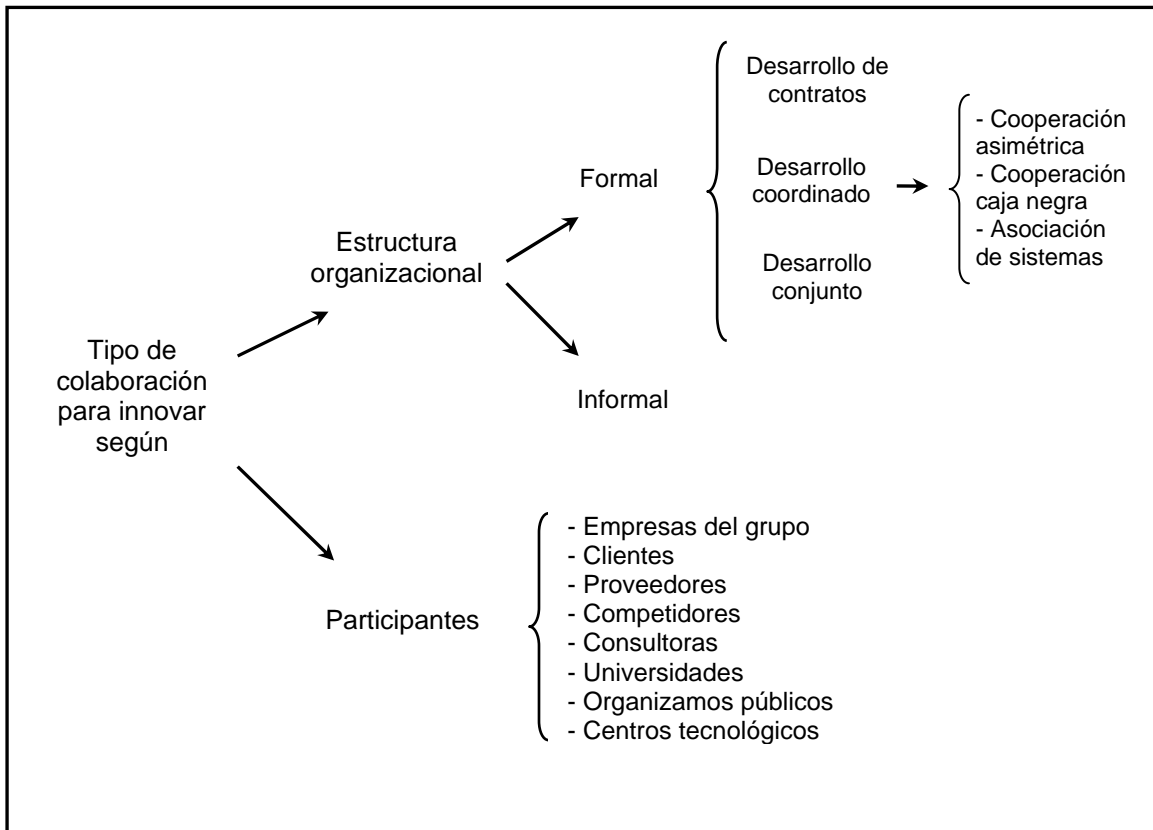 Tipo de
colaboración
para innovar
según
Estructura
organizacional
Formal
Desarrollo de
contratos
Desarrollo
coordinado
Desarrollo
conjunto
- Cooperación
asimétrica
- Cooperación
caja negra
- Asociación
de sistemas
Informal
Participantes
- Empresas del grupo
- Clientes
- Proveedores
- Competidores
- Consultoras
- Universidades
- Organizamos públicos
- Centros tecnológicos